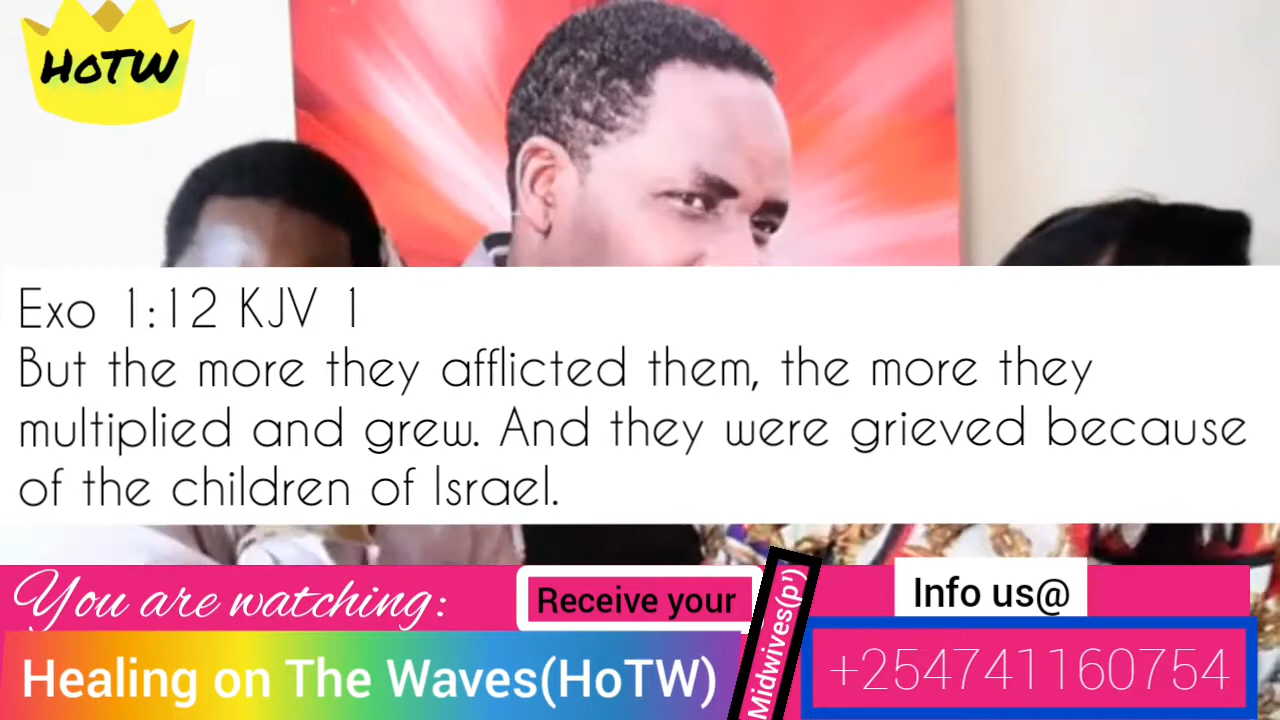 HoTW
Exo 1:12 KJV 1
But the more they afflicted them, the more they
multiplied and grew. And they were grieved because
of the children of Israel.
You are watching:
Receive your
Midwives(p')
Info us@
Healing on The Waves(HoTW)
+254741160754